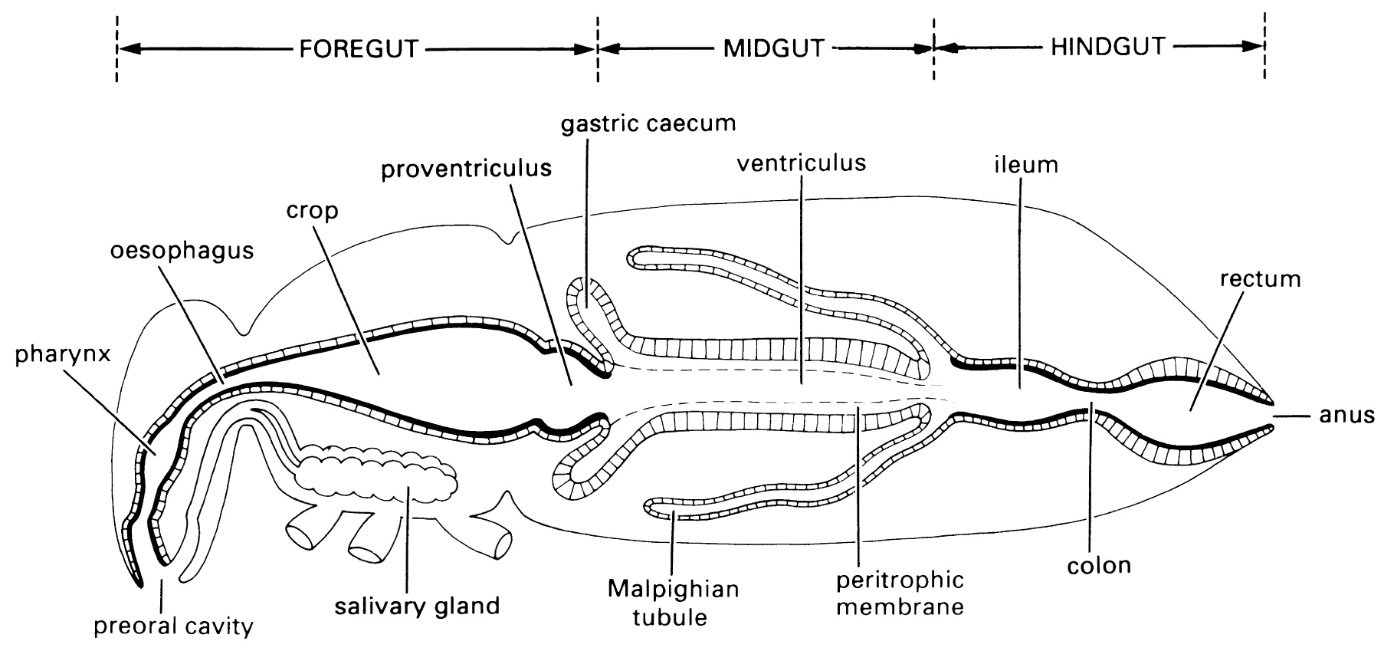 FOREGUT
MIDGUT
HINDGUT
gastric caecum
proventriculus
ventriculus
ileum
crop
oesophagus
rectum
pharynx
anus
colon
peritrophic
membrane
Malpighian
tubule
salivary gland
preoral cavity